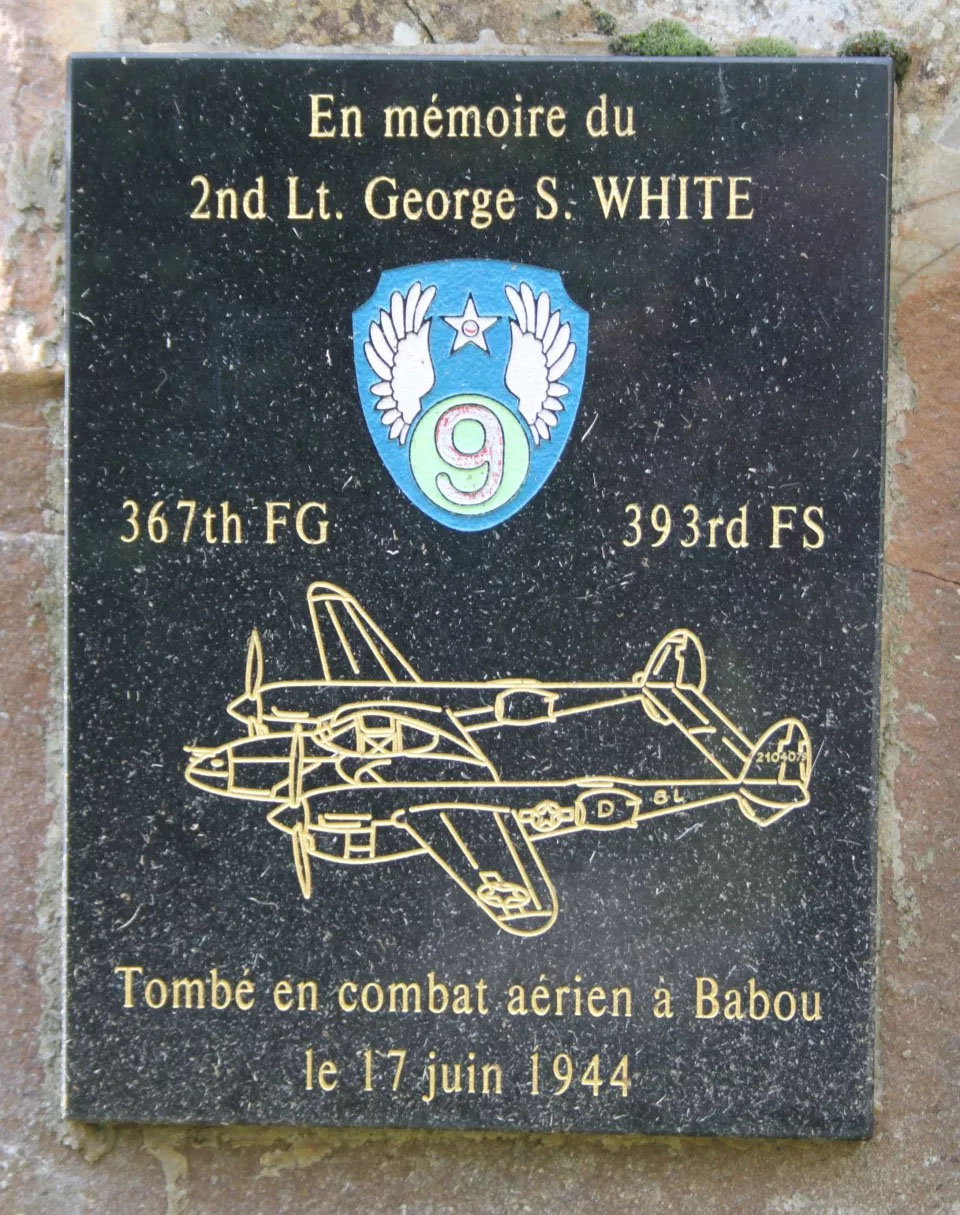 En mémoire du
2nd Lt. George S. WHITE
9
367th FG
393rd FS
D
8L
Tombé en combat aérien à Babou
le 17 juin 1944